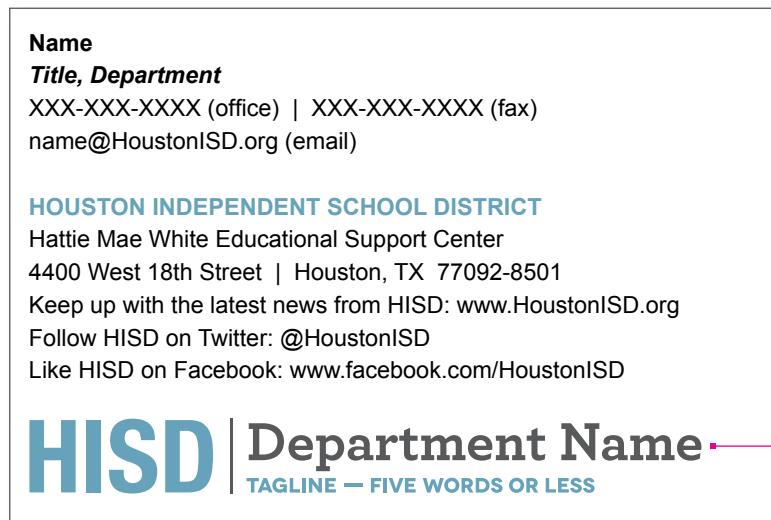 Name
Title, Department
XXX-XXX-XXXX (office) | XXX-XXX-XXXX (fax)
name@HoustonISD.org (email)
HOUSTON INDEPENDENT SCHOOL DISTRICT
Hattie Mae White Educational Support Center
4400 West 18th Street | Houston, TX 77092-8501
Keep up with the latest news from HISD: www.HoustonISD.org
Follow HISD on Twitter: @HoustonISD
Like HISD on Facebook: www.facebook.com/HoustonISD
HISD | Department Name
TAGLINE — FIVE WORDS OR LESS